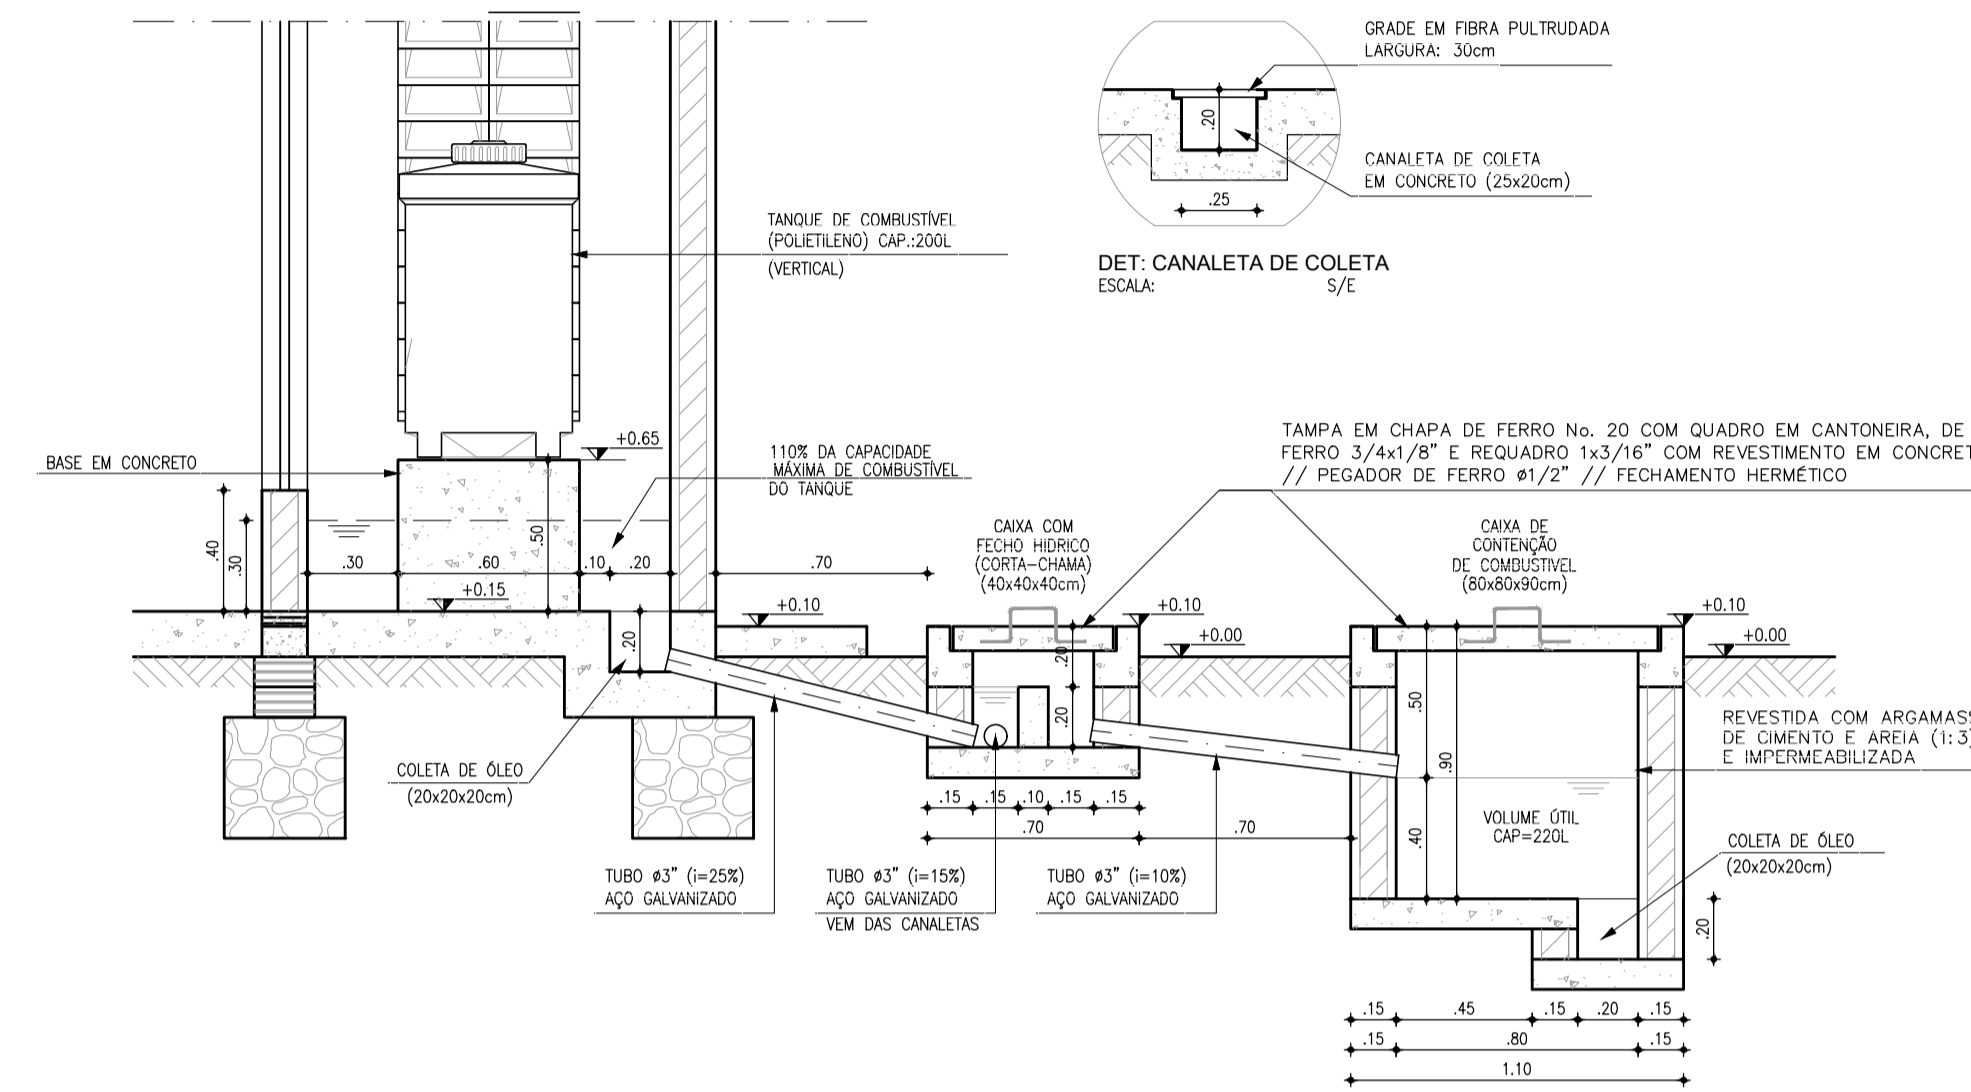 GRADE EM FIBRA PULTRUDADA
LARGURA: 30cm
.20
CANALETA DE COLETA
EM CONCRETO (25x20cm)
.25
DET: CANALETA DE COLETA
ESCALA: S/E
TANQUE DE COMBUSTÍVEL
(POLIETILENO) CAP.:200L
(VERTICAL)
+0.65
BASE EM CONCRETO
110% DA CAPACIDADE
MÁXIMA DE COMBUSTÍVEL
DO TANQUE
TAMPA EM CHAPA DE FERRO No. 20 COM QUADRO EM CANTONEIRA, DE
FERRO 3/4x1/8" E REQUADRO 1x3/16" COM REVESTIMENTO EM CONCRET
// PEGADOR DE FERRO ø1/2" // FECHAMENTO HERMÉTICO
CAIXA COM
FECHO HIDRICO
(CORTA-CHAMA)
(40x40x40cm)
CAIXA DE
CONTENÇÃO
DE COMBUSTIVEL
(80x80x90cm)
.40
.30
.50
.30
.60
.10
.20
.70
+0.15
+0.10
+0.10
+0.00
+0.10
+0.00
.20
.20
.20
.50
.90
.40
REVESTIDA COM ARGAMASS
DE CIMENTO E AREIA (1:3)
E IMPERMEABILIZADA
COLETA DE ÓLEO
(20x20x20cm)
.15 .15 .10 .15 .15
.70 .70
VOLUME ÚTIL
CAP=220L
COLETA DE ÓLEO
(20x20x20cm)
.20
TUBO ø3" (i=25%)
AÇO GALVANIZADO
TUBO ø3" (i=15%)
AÇO GALVANIZADO
VEM DAS CANALETAS
TUBO ø3" (i=10%)
AÇO GALVANIZADO
.15 .45 .15 .20 .15
.15 .80 .15
1.10